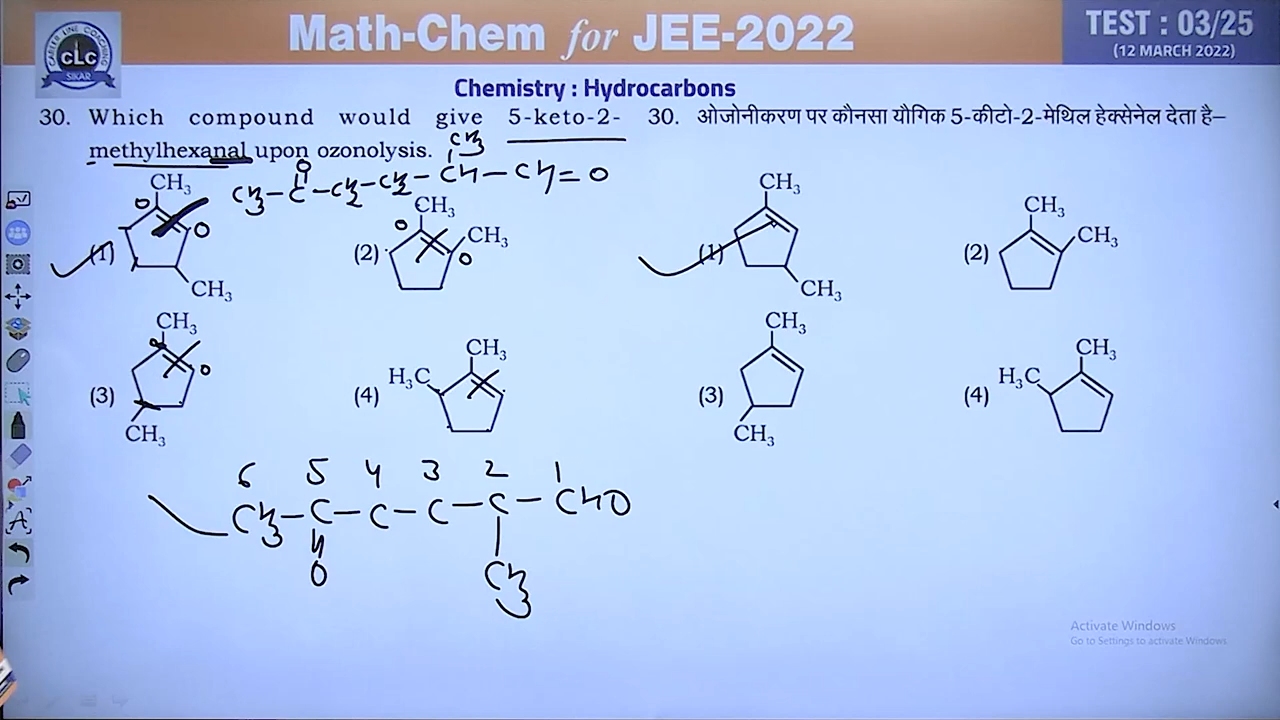 CAREER LINE COACHING
CLC
SIKAR
Math-Chem for JEE-2022
TEST : 03/25
(12 MARCH 2022)
Chemistry : Hydrocarbons
30. Which compound would give 5-keto-2-
methylhexanal upon ozonolysis.
CH3
O
CH3 – C – CH2 – CH2 – CH – CH = O
CH3
O
O
(1)
CH3
CH3
O
(2)
CH3
O
CH3
O
(3)
O
CH3
CH3
H3C
(4)
30. ओजोनीकरण पर कौनसा यौगिक 5-कीटो-2-मेथिल हेक्सेनेल देता है–
CH3
(1)
CH3
CH3
(2)
CH3
CH3
(3)
CH3
CH3
H3C
(4)
6 5 4 3 2 1
CH3 – C – C – C – C – CHO
O
CH3
Activate Windows
Go to Settings to activate Windows